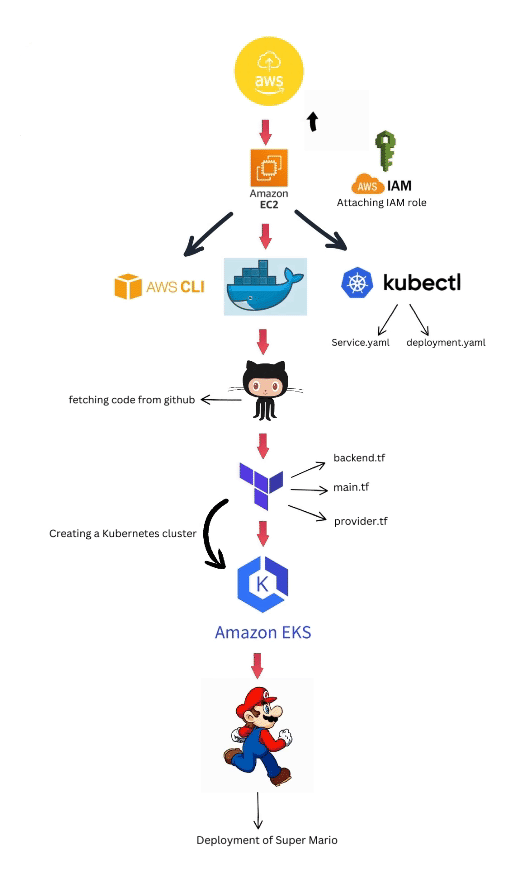 aws
Amazon
EC2
AWS IAM
Attaching IAM role
AWS CLI
kubectl
Service.yaml
deployment.yaml
fetching code from github
backend.tf
main.tf
provider.tf
Creating a Kubernetes cluster
K
Amazon EKS
Deployment of Super Mario